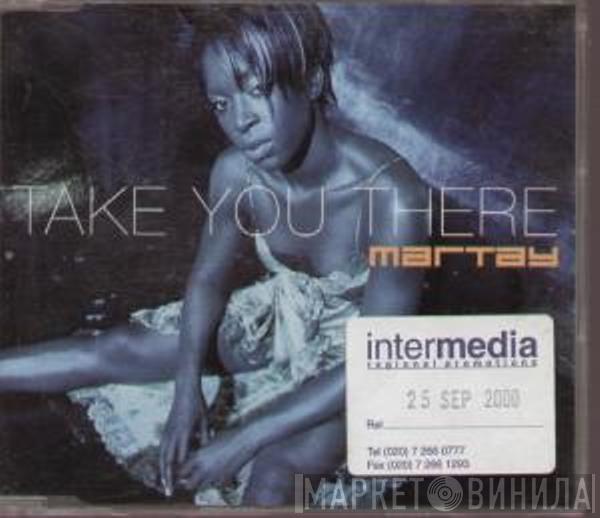 TAKE YOU THERE
martay
intermedia
regional promotions
25 SEP 2000
Rel
Tel (020) 7 266 0777
Fax (020) 7 266 1293
МАРКЕТ ВИНИЛА